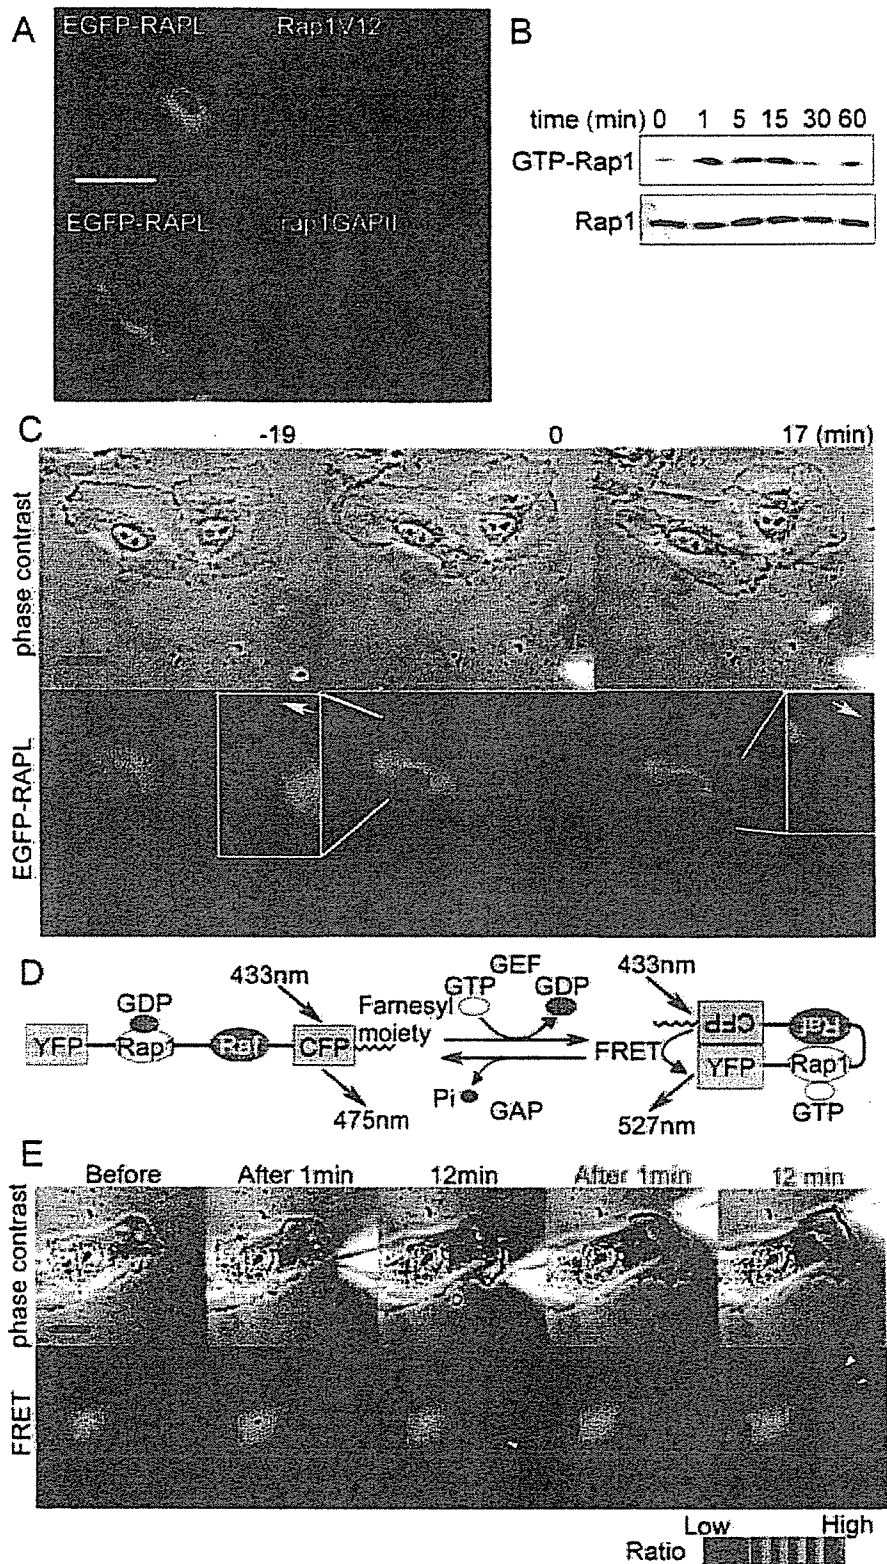 A
EGFP-RAPL Rap1V12
EGFP-RAPL rap1GAPII
B
time (min) 0 1 5 15 30 60
GTP-Rap1
Rap1
C
-19 0 17 (min)
phase contrast
EGFP-RAPL
D
433nm GEF 433nm
GDP Farnesyl GTP GDP CFP Raf
YFP Rap1 Raf CFP moiety FRET YFP Rap1
475nm Pi GAP 527nm GTP
E
Before After 1min 12min After 1min 12 min
phase contrast
FRET
Low High
Ratio